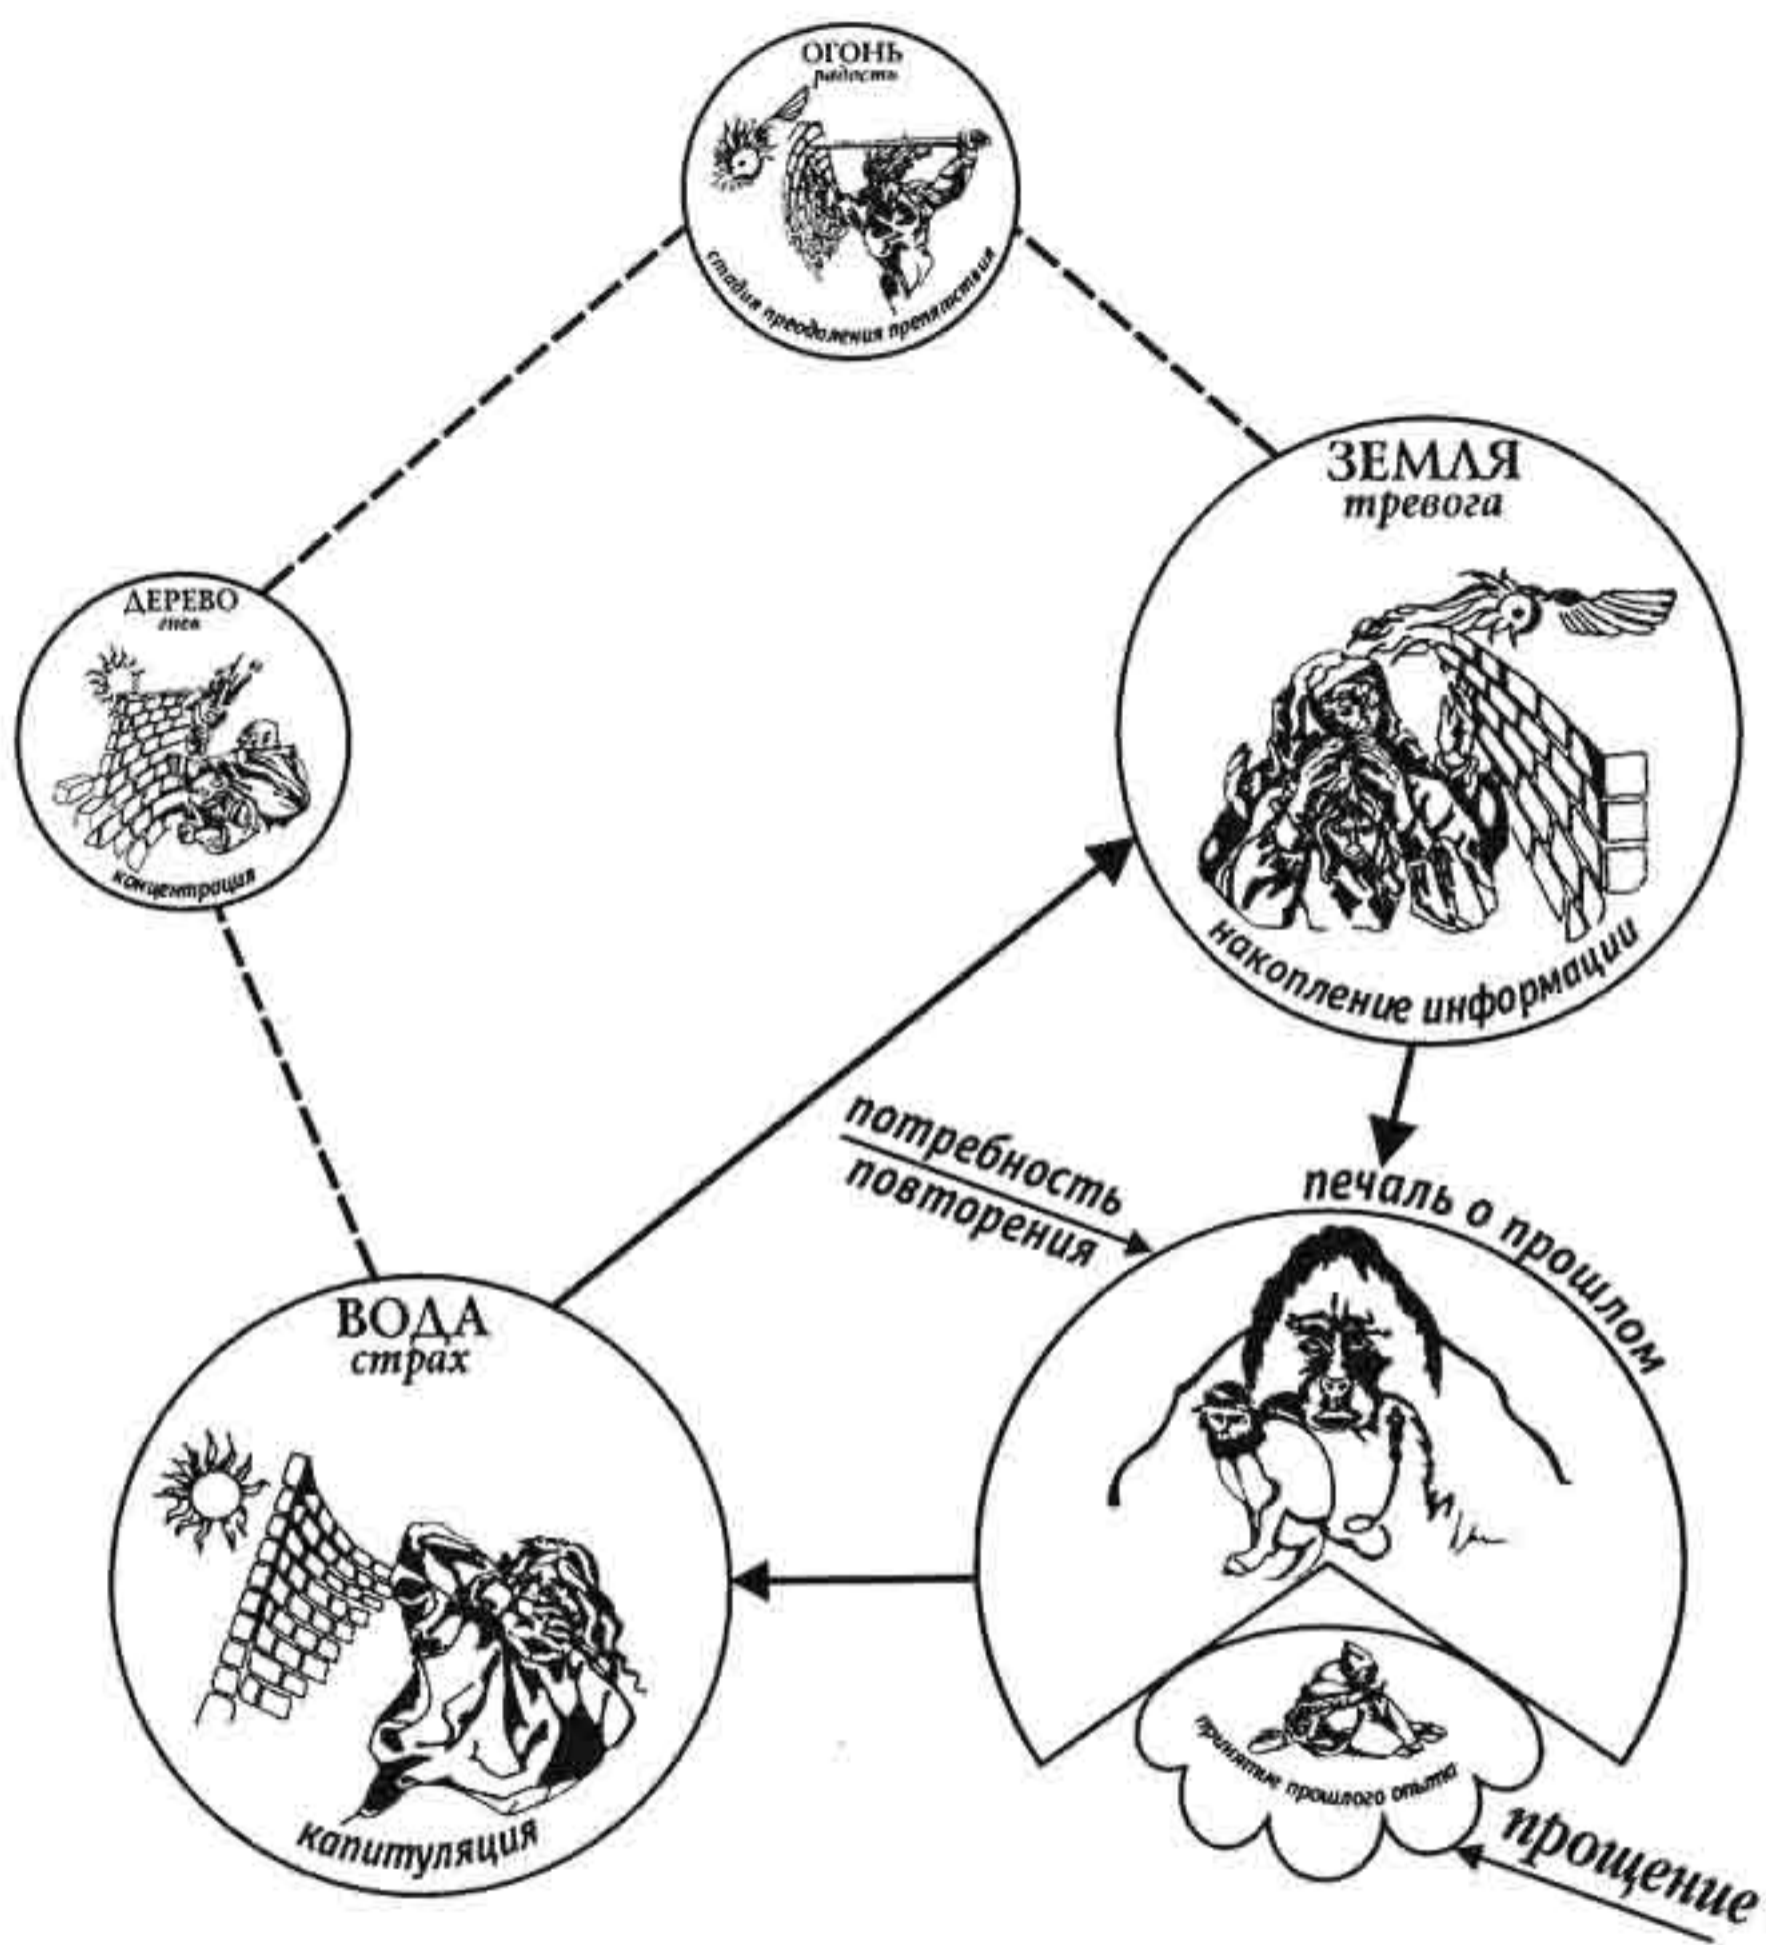 ОГОНЬ
радость
стадия преодоления препятствия
ЗЕМЛЯ
тревога
накопление информации
ДЕРЕВО
гнев
концентрация
потребность
повторения
печаль о прошлом
ВОДА
страх
капитуляция
принятие прошлого опыта
прощение